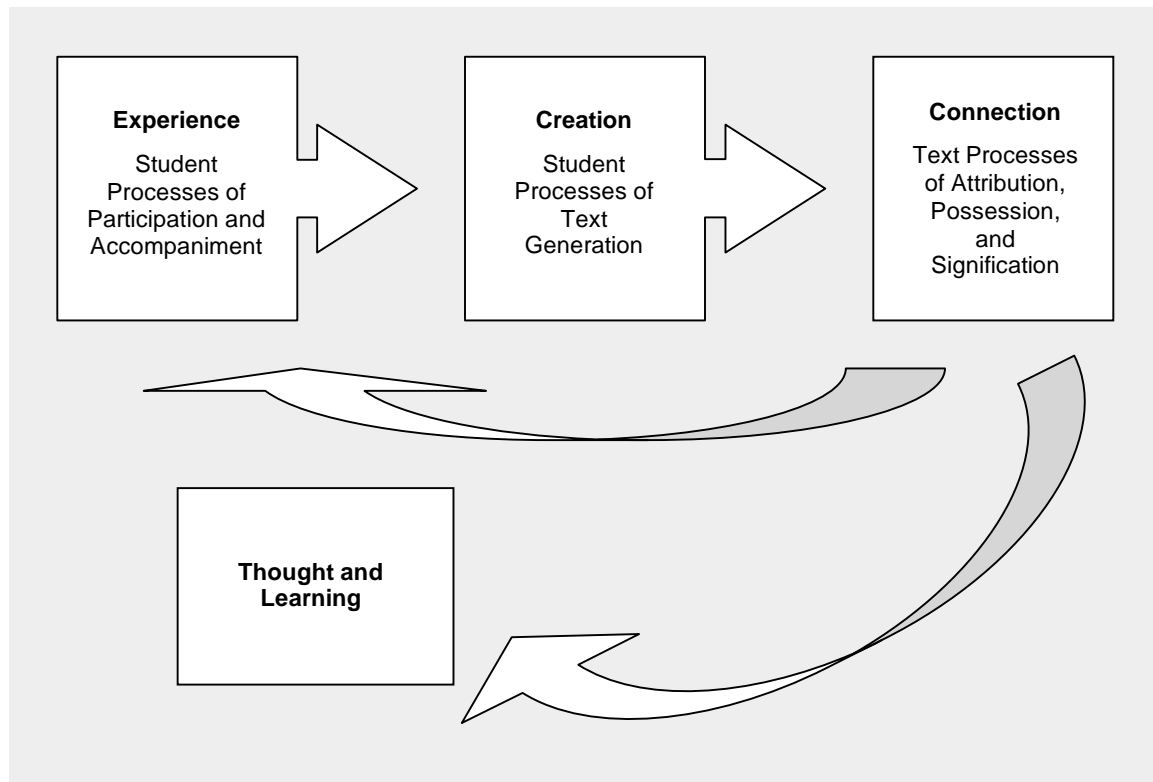 Experience
Student
Processes of
Participation and
Accompaniment
Creation
Student
Processes of
Text
Generation
Connection
Text Processes
of Attribution,
Possession,
and
Signification
Thought and
Learning